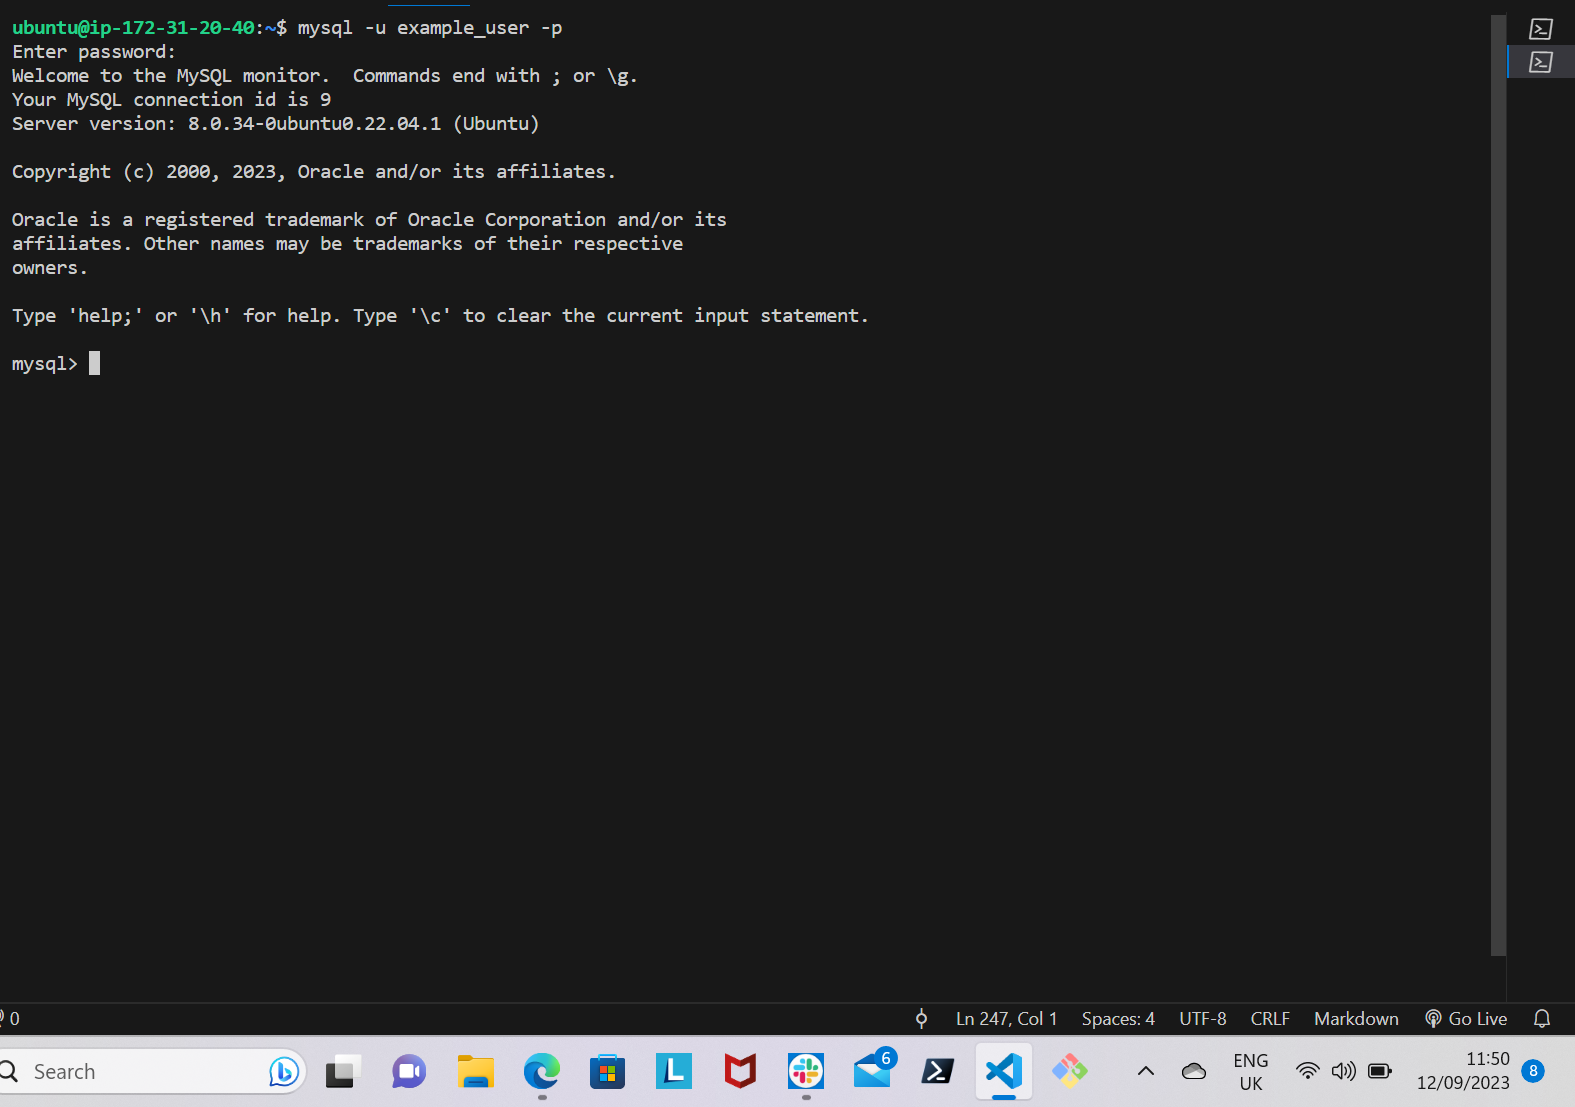 ubuntu@ip-172-31-20-40:~$ mysql -u example_user -p
Enter password:
Welcome to the MySQL monitor.  Commands end with ; or \g.
Your MySQL connection id is 9
Server version: 8.0.34-0ubuntu0.22.04.1 (Ubuntu)
Copyright (c) 2000, 2023, Oracle and/or its affiliates.
Oracle is a registered trademark of Oracle Corporation and/or its
affiliates. Other names may be trademarks of their respective
owners.
Type 'help;' or '\h' for help. Type '\c' to clear the current input statement.
mysql>
0 Ln 247, Col 1 Spaces: 4 UTF-8 CRLF Markdown Go Live
Search L 6 ENG 11:50 8
UK 12/09/2023